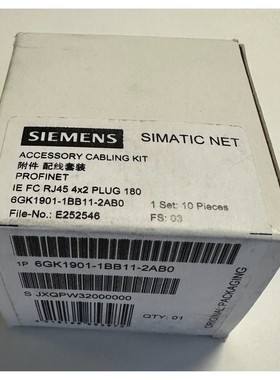 SIEMENS SIMATIC NET
ACCESSORY CABLING KIT
附件 配线套装
PROFINET
IE FC RJ45 4x2 PLUG 180
6GK1901-1BB11-2AB0 1 Set: 10 Pieces
File-No.: E252546 FS: 03
1P 6GK1901-1BB11-2AB0
S JXQPW32000000
QTY: 01
ORIGINAL PACKAGING